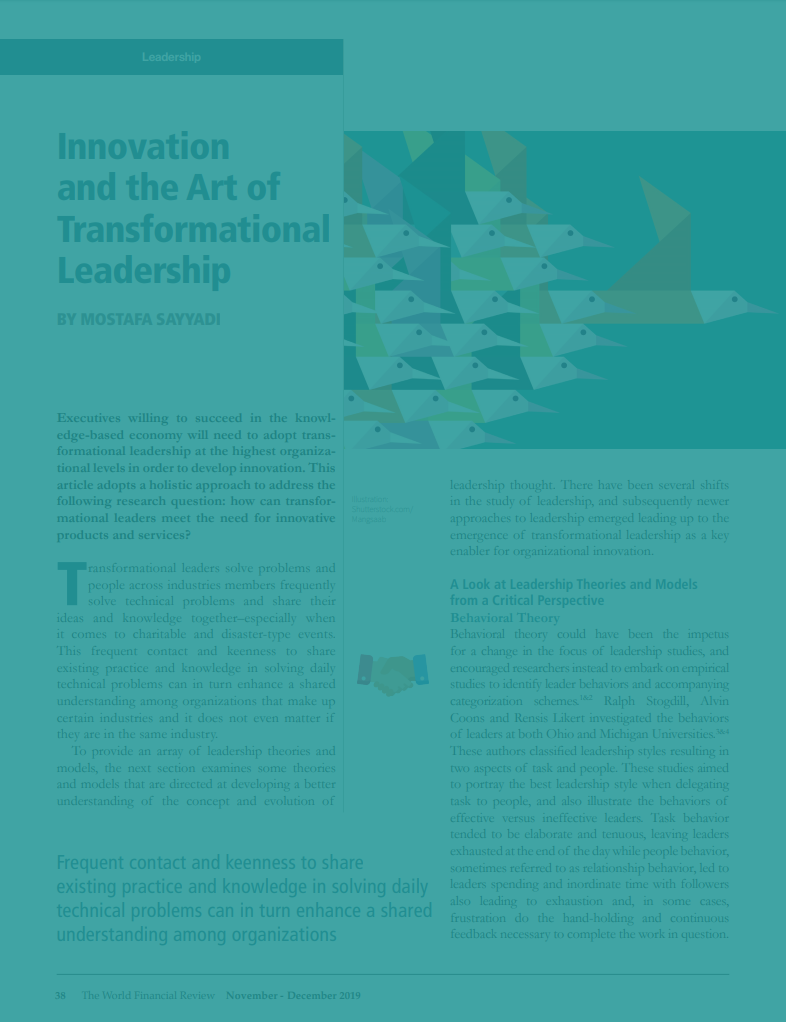 Leadership
Innovation
and the Art of
Transformational
Leadership
BY MOSTAFA SAYYADI
Executives willing to succeed in the knowl-
edge-based economy will need to adopt trans-
formational leadership at the highest organiza-
tional levels in order to develop innovation. This
article adopts a holistic approach to address the
following research question: how can transfor-
mational leaders meet the need for innovative
products and services?
Transformational leaders solve problems and
people across industries members frequently
solve technical problems and share their
ideas and knowledge together–especially when
it comes to charitable and disaster-type events.
This frequent contact and keenness to share
existing practice and knowledge in solving daily
technical problems can in turn enhance a shared
understanding among organizations that make up
certain industries and it does not even matter if
they are in the same industry.
To provide an array of leadership theories and
models, the next section examines some theories
and models that are directed at developing a better
understanding of the concept and evolution of
Frequent contact and keenness to share
existing practice and knowledge in solving daily
technical problems can in turn enhance a shared
understanding among organizations
leadership thought. There have been several shifts
in the study of leadership, and subsequently newer
approaches to leadership emerged leading up to the
emergence of transformational leadership as a key
enabler for organizational innovation.
A Look at Leadership Theories and Models
from a Critical Perspective
Behavioral Theory
Behavioral theory could have been the impetus
for a change in the focus of leadership studies, and
encouraged researchers instead to embark on empirical
studies to identify leader behaviors and accompanying
categorization schemes.1&2 Ralph Stogdill, Alvin
Coons and Rensis Likert investigated the behaviors
of leaders at both Ohio and Michigan Universities.3&4
These authors classified leadership styles resulting in
two aspects of task and people. These studies aimed
to portray the best leadership style when delegating
task to people, and also illustrate the behaviors of
effective versus ineffective leaders. Task behavior
tended to be elaborate and tenuous, leaving leaders
exhausted at the end of the day while people behavior,
sometimes referred to as relationship behavior, led to
leaders spending and inordinate time with followers
also leading to exhaustion and, in some cases,
frustration do the hand-holding and continuous
feedback necessary to complete the work in question.
38 The World Financial Review November - December 2019